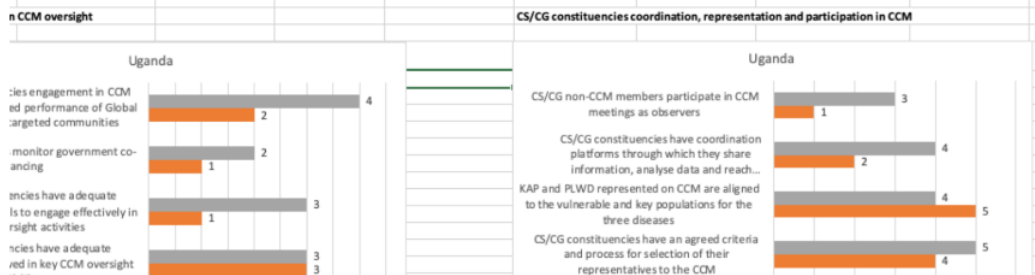 n CCM oversight
CS/CG constituencies coordination, representation and participation in CCM
Uganda
cies engagement in CCM
ed performance of Global
targeted communities
4
2
monitor government co-
ancing
2
1
encies have adequate
ls to engage effectively in
rsight activities
3
1
ncies have adequate
ved in key CCM oversight
3
3
Uganda
CS/CG non-CCM members participate in CCM
meetings as observers
3
1
CS/CG constituencies have coordination
platforms through which they share
information, analyse data and reach...
4
2
KAP and PLWD represented on CCM are aligned
to the vulnerable and key populations for the
three diseases
4
5
CS/CG constituencies have an agreed criteria
and process for selection of their
representatives to the CCM
5
4